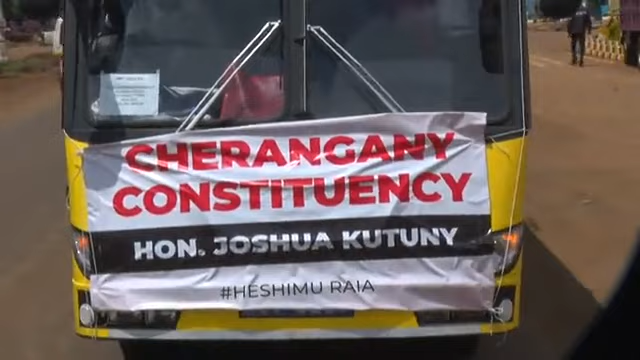 CHERANGANY
CONSTITUENCY
HON. JOSHUA KUTUNY
#HESHIMU RAIA